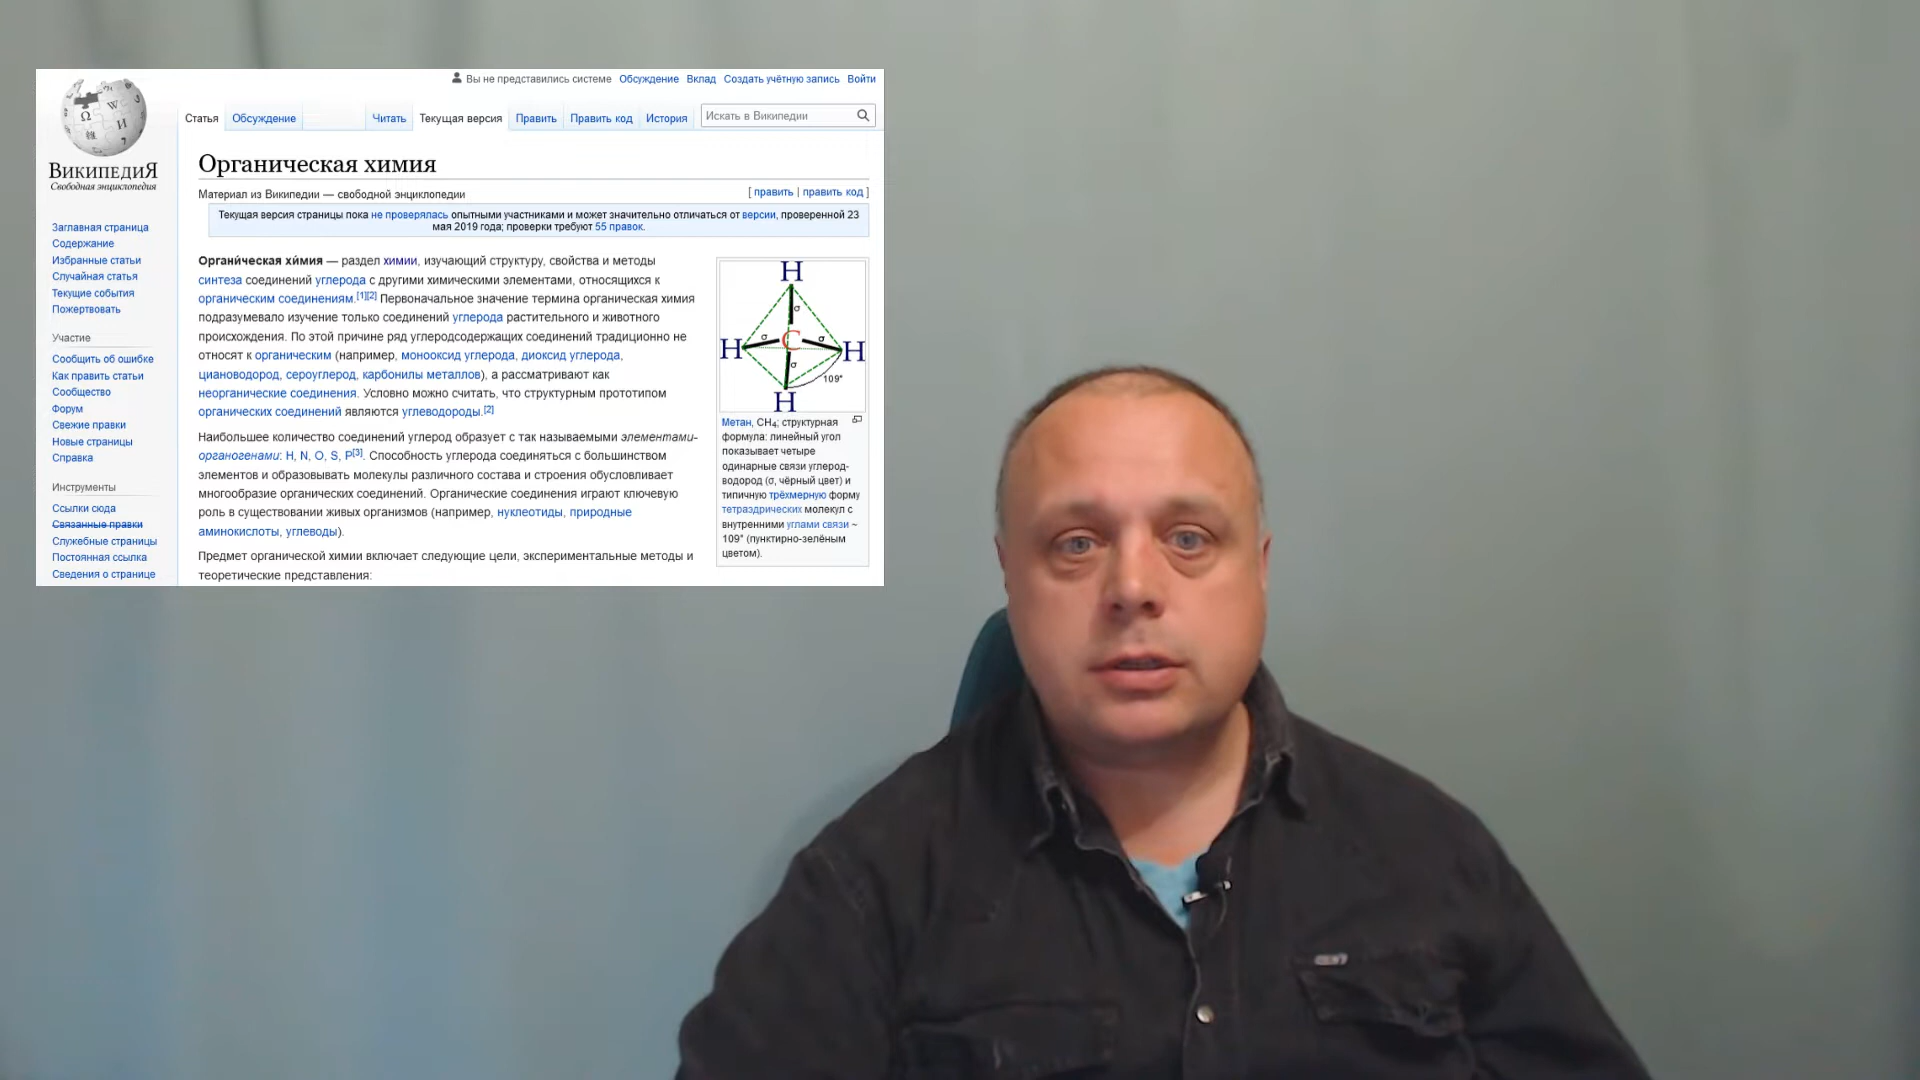 Вы не представились системе Обсуждение Вклад Создать учётную запись Войти
Статья Обсуждение Читать Текущая версия Править Править код История Искать в Википедии
ВикипедиЯ
Свободная энциклопедия
Заглавная страница
Содержание
Избранные статьи
Случайная статья
Текущие события
Пожертвовать
Участие
Сообщить об ошибке
Как править статьи
Сообщество
Форум
Свежие правки
Новые страницы
Справка
Инструменты
Ссылки сюда
Связанные правки
Служебные страницы
Постоянная ссылка
Сведения о странице
Органическая химия
Материал из Википедии — свободной энциклопедии
[ править | править код ]
Текущая версия страницы пока не проверялась опытными участниками и может значительно отличаться от версии, проверенной 23
мая 2019 года; проверки требуют 55 правок.
Органи́ческая хи́мия — раздел химии, изучающий структуру, свойства и методы
синтеза соединений углерода с другими химическими элементами, относящихся к
органическим соединениям.[1][2] Первоначальное значение термина органическая химия
подразумевало изучение только соединений углерода растительного и животного
происхождения. По этой причине ряд углеродсодержащих соединений традиционно не
относят к органическим (например, монооксид углерода, диоксид углерода,
циановодород, сероуглерод, карбонилы металлов), а рассматривают как
неорганические соединения. Условно можно считать, что структурным прототипом
органических соединений являются углеводороды.[2]
Наибольшее количество соединений углерод образует с так называемыми элементами-
органогенами: H, N, O, S, P[3]. Способность углерода соединяться с большинством
элементов и образовывать молекулы различного состава и строения обусловливает
многообразие органических соединений. Органические соединения играют ключевую
роль в существовании живых организмов (например, нуклеотиды, природные
аминокислоты, углеводы).
Предмет органической химии включает следующие цели, экспериментальные методы и
теоретические представления:
H
σ
H σ C σ H
σ
109°
H
Метан, CH₄; структурная
формула: линейный угол
показывает четыре
одинарные связи углерод-
водород (σ, чёрный цвет) и
типичную трёхмерную форму
тетраэдрических молекул с
внутренними углами связи ~
109° (пунктирно-зелёным
цветом).